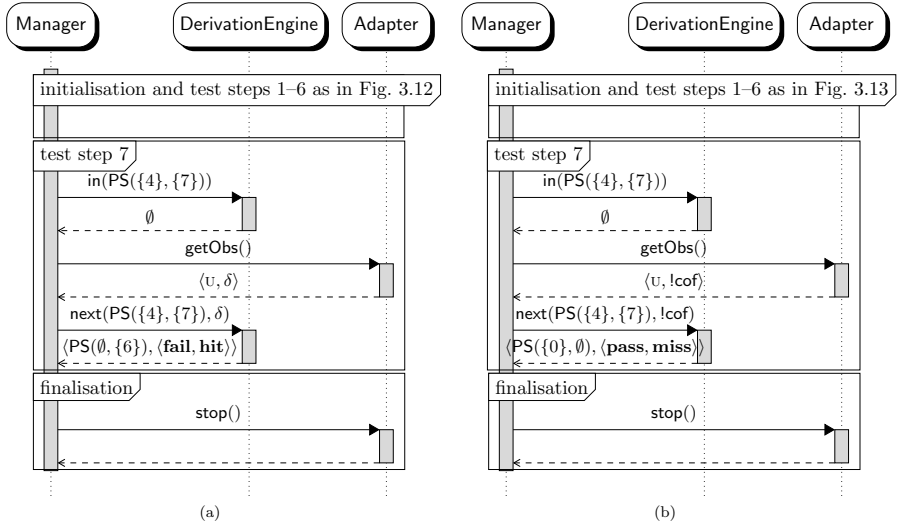 Manager DerivationEngine Adapter
initialisation and test steps 1–6 as in Fig. 3.12
test step 7
in(PS({4}, {7}))
∅
getObs()
⟨U, δ⟩
next(PS({4}, {7}), δ)
⟨PS(∅, {6}), ⟨fail, hit⟩⟩
finalisation
stop()
(a)
Manager DerivationEngine Adapter
initialisation and test steps 1–6 as in Fig. 3.13
test step 7
in(PS({4}, {7}))
∅
getObs()
⟨U, !cof⟩
next(PS({4}, {7}), !cof)
⟨PS({0}, ∅), ⟨pass, miss⟩⟩
finalisation
stop()
(b)